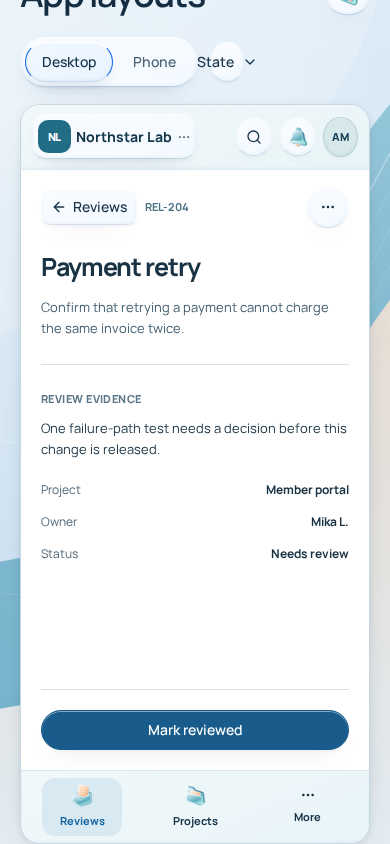 App layouts
Desktop Phone State
NL Northstar Lab ··· AM
← Reviews REL-204 ···
Payment retry
Confirm that retrying a payment cannot charge
the same invoice twice.
REVIEW EVIDENCE
One failure-path test needs a decision before this
change is released.
Project Member portal
Owner Mika L.
Status Needs review
Mark reviewed
Reviews Projects More